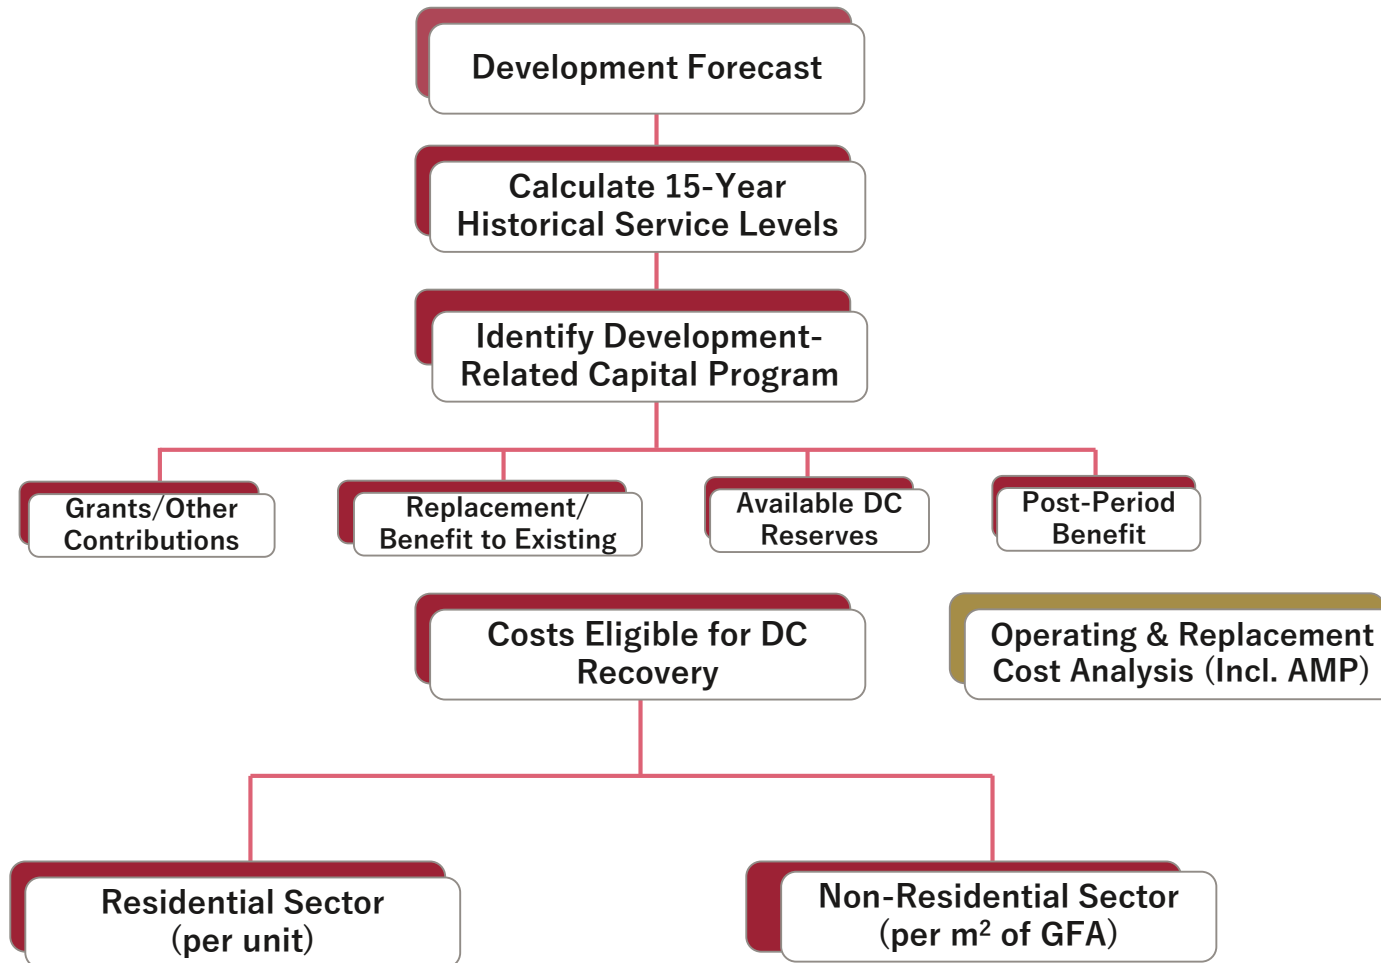 Development Forecast
Calculate 15-Year
Historical Service Levels
Identify Development-
Related Capital Program
Grants/Other
Contributions
Replacement/
Benefit to Existing
Available DC
Reserves
Post-Period
Benefit
Costs Eligible for DC
Recovery
Operating & Replacement
Cost Analysis (Incl. AMP)
Residential Sector
(per unit)
Non-Residential Sector
(per m² of GFA)